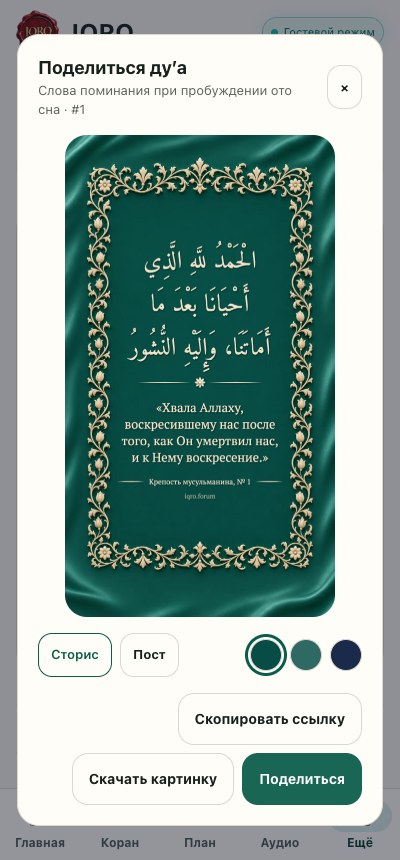 IQRO
IQRO
Гостевой режим
Поделиться дуʼа
Слова поминания при пробуждении ото
сна · #1
×
الْحَمْدُ لِلَّهِ الَّذِي
أَحْيَانَا بَعْدَ مَا
أَمَاتَنَا، وَإِلَيْهِ النُّشُورُ
«Хвала Аллаху,
воскресившему нас после
того, как Он умертвил нас,
и к Нему воскресение.»
Крепость мусульманина, № 1
iqro.forum
Сторис
Пост
Скопировать ссылку
Скачать картинку
Поделиться
Главная
Коран
План
Аудио
Ещё